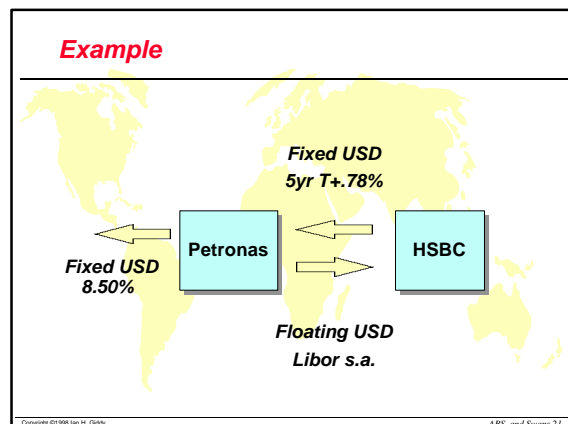 Example
Fixed USD
5yr T+.78%
Petronas
HSBC
Fixed USD
8.50%
Floating USD
Libor s.a.
Copyright ©1998 Ian H. Giddy
ABS and Swaps 21